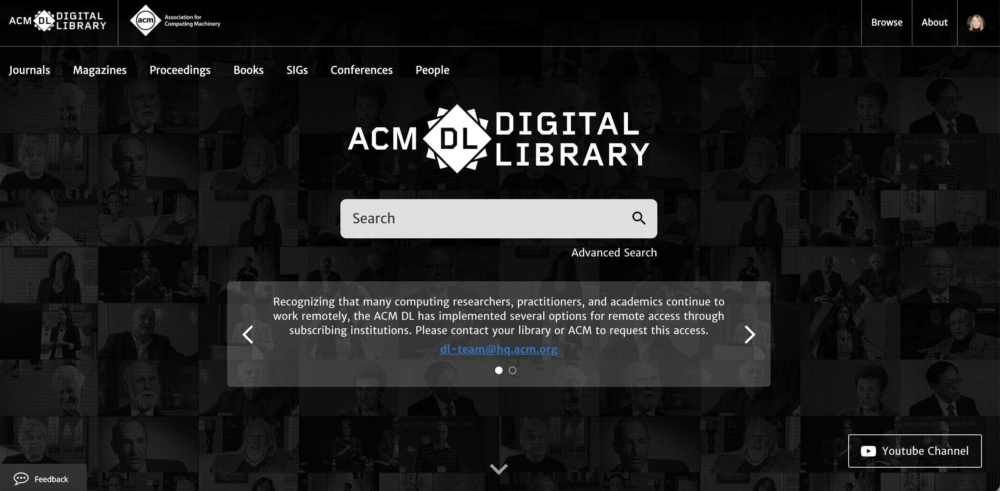 ACM DL DIGITAL LIBRARY
acm Association for Computing Machinery
Browse
About
Journals
Magazines
Proceedings
Books
SIGs
Conferences
People
ACM DL DIGITAL
LIBRARY
Search
Advanced Search
Recognizing that many computing researchers, practitioners, and academics continue to
work remotely, the ACM DL has implemented several options for remote access through
subscribing institutions. Please contact your library or ACM to request this access.
dl-team@hq.acm.org
Youtube Channel
Feedback